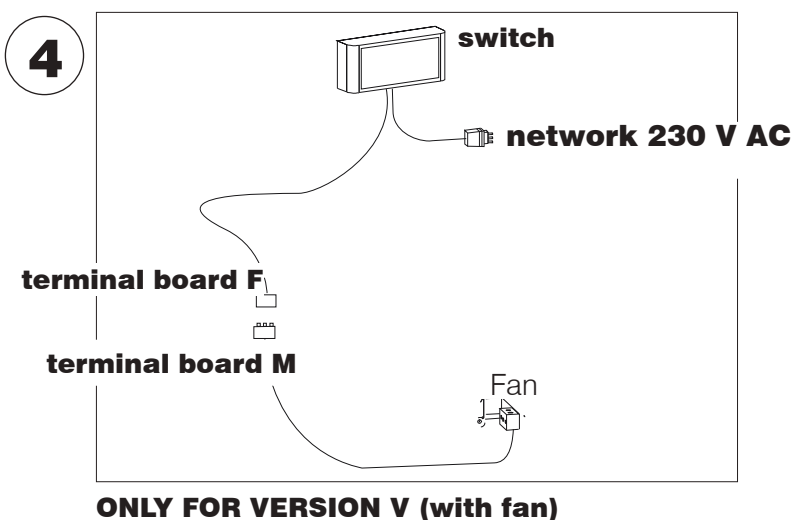 4
switch
network 230 V AC
terminal board F
terminal board M
Fan
ONLY FOR VERSION V (with fan)